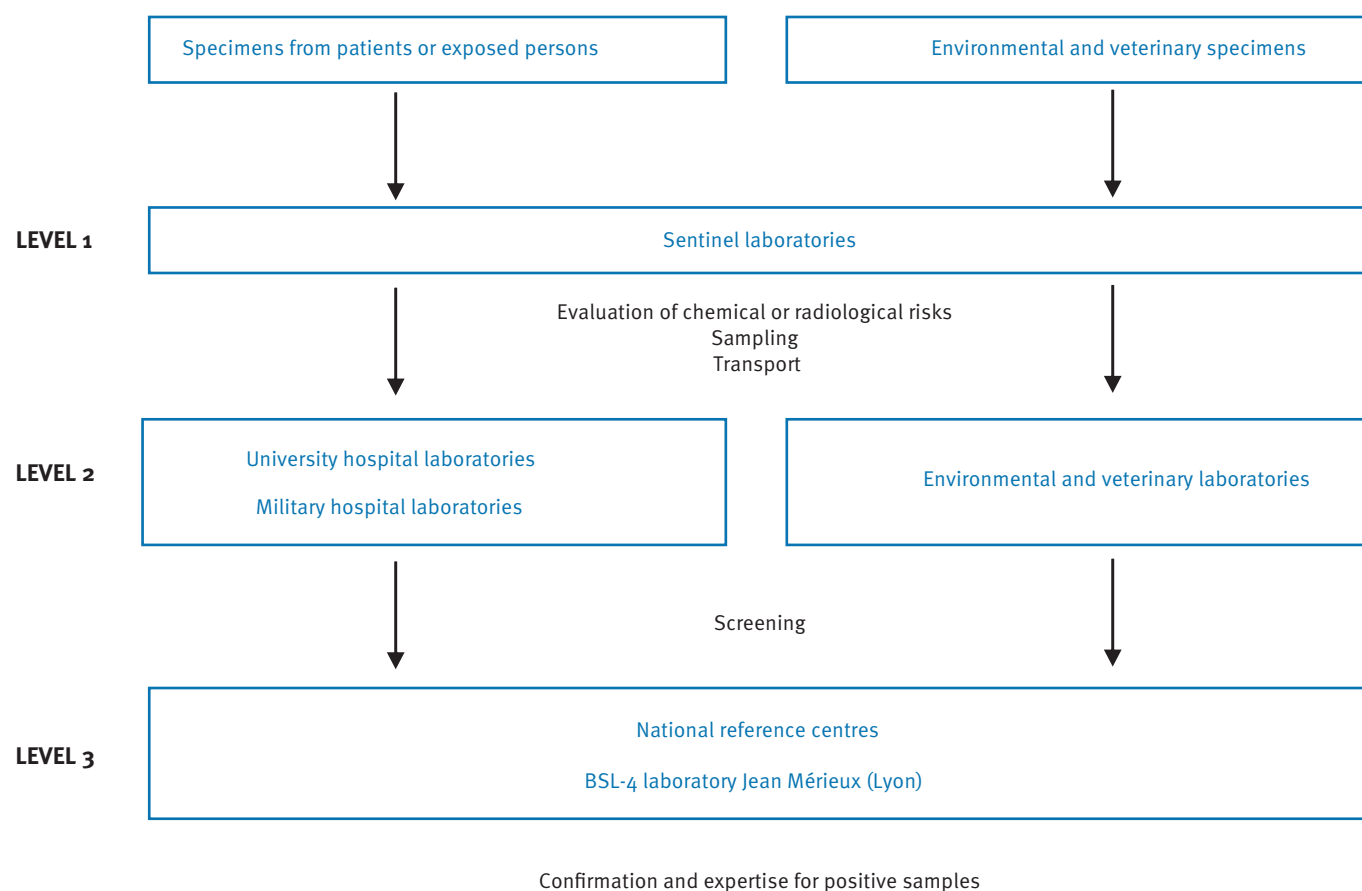 Specimens from patients or exposed persons
Environmental and veterinary specimens
LEVEL 1
Sentinel laboratories
Evaluation of chemical or radiological risks
Sampling
Transport
LEVEL 2
University hospital laboratories
Military hospital laboratories
Environmental and veterinary laboratories
Screening
LEVEL 3
National reference centres
BSL-4 laboratory Jean Mérieux (Lyon)
Confirmation and expertise for positive samples